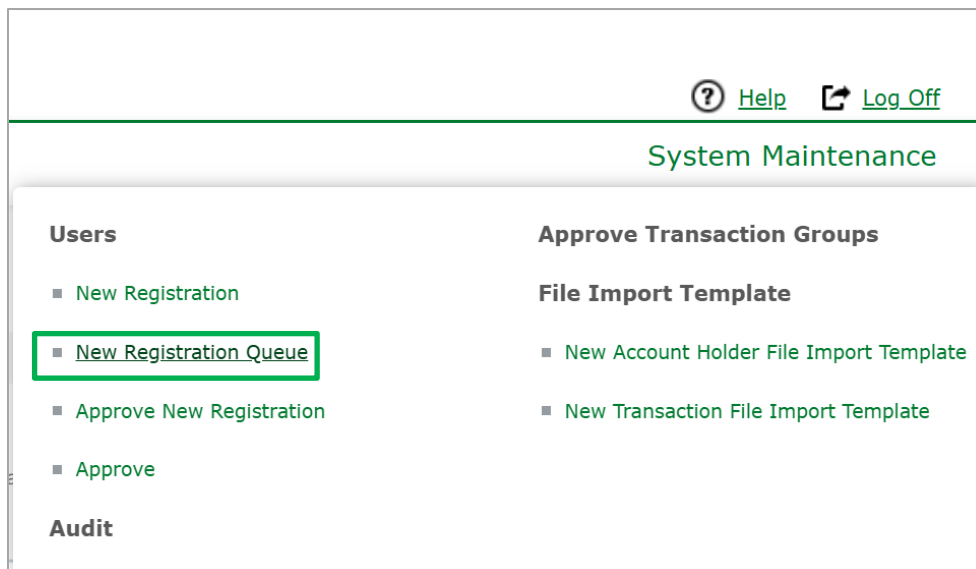 Help Log Off
System Maintenance
Users
New Registration
New Registration Queue
Approve New Registration
Approve
Audit
Approve Transaction Groups
File Import Template
New Account Holder File Import Template
New Transaction File Import Template